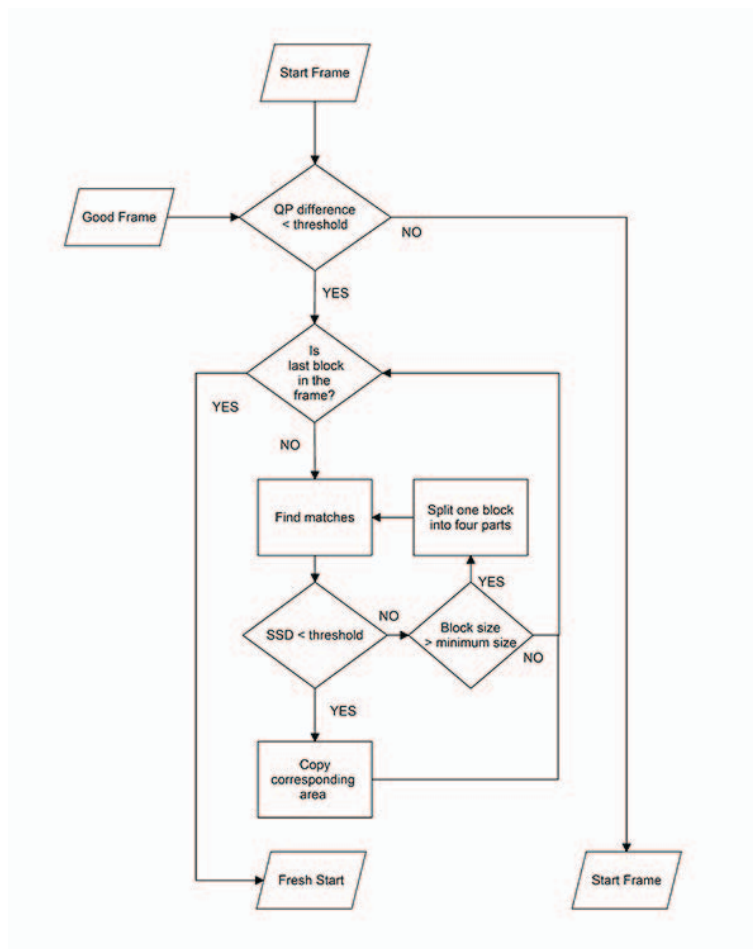 Start Frame
Good Frame
QP difference
< threshold
NO
YES
Is
last block
in the
frame?
YES
NO
Find matches
Split one block
into four parts
YES
NO
SSD < threshold
Block size
> minimum size
NO
YES
Copy
corresponding
area
Fresh Start
Start Frame